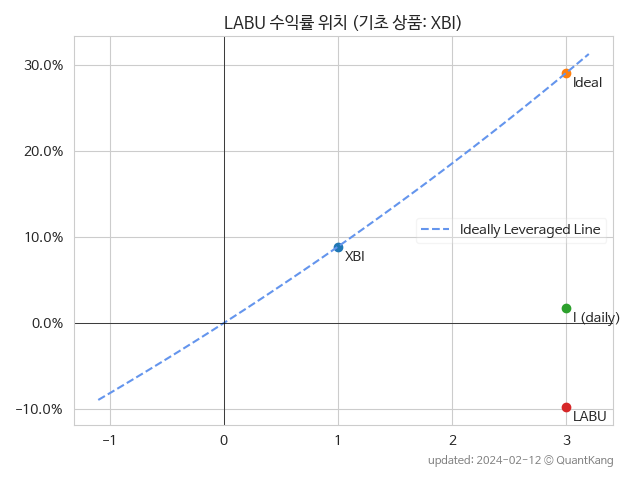 LABU 수익률 위치 (기초 상품: XBI)
30.0%
Ideal
20.0%
10.0%
Ideally Leveraged Line
XBI
0.0%
I (daily)
−10.0%
LABU
−1
0
1
2
3
updated: 2024-02-12 © QuantKang